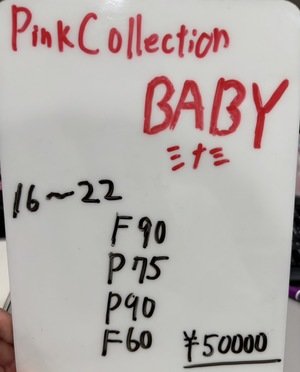 PinkCollection
BABY
ミナミ
16～22
F90
P75
P90
F60
¥50000